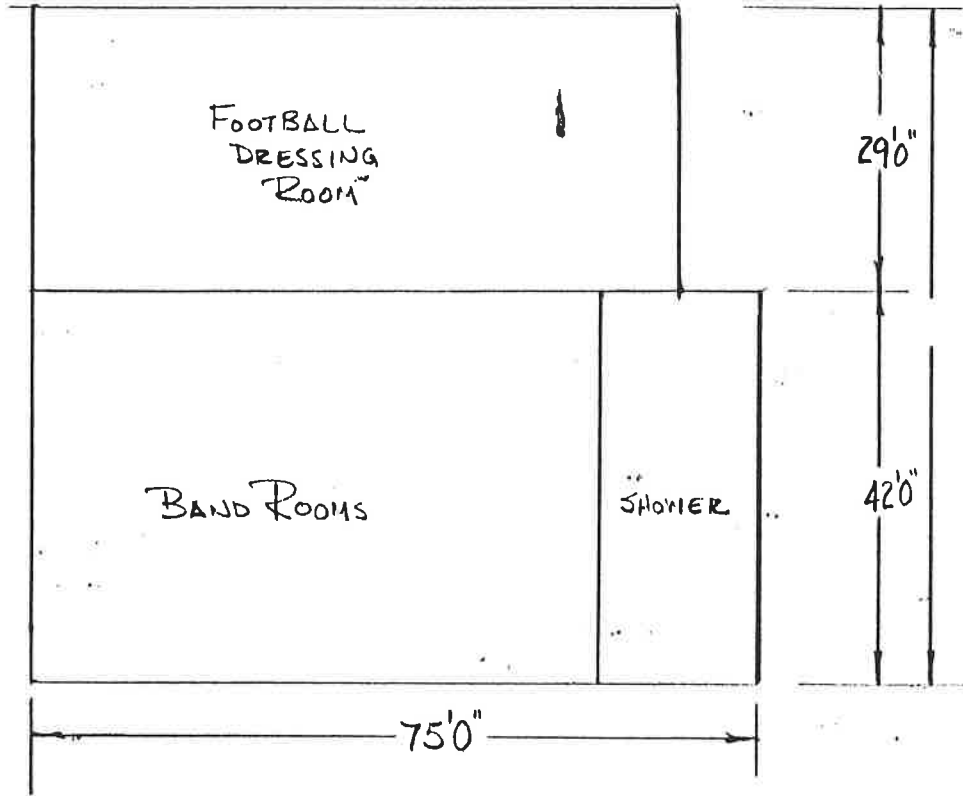 FOOTBALL
DRESSING
ROOM
29'0"
BAND ROOMS
SHOWER
42'0"
75'0"